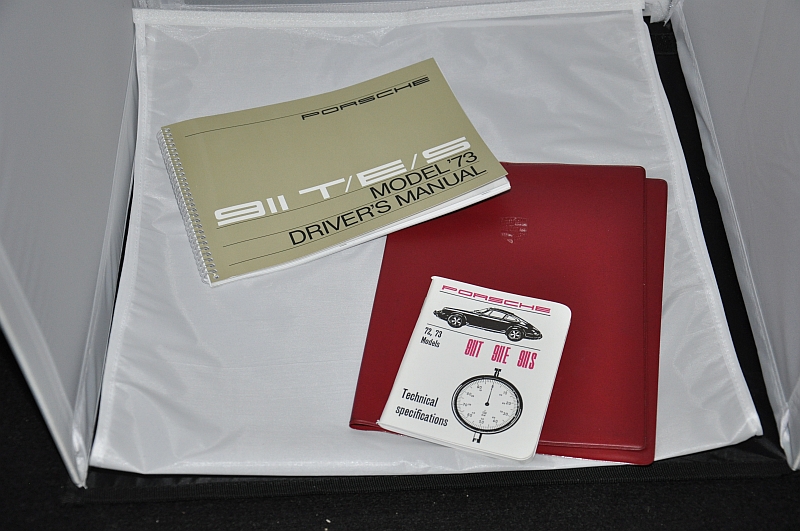 PORSCHE
911 T/E/S
MODEL '73
DRIVER'S MANUAL
PORSCHE
72, 73
Models
911T 911E 911S
Technical
specifications